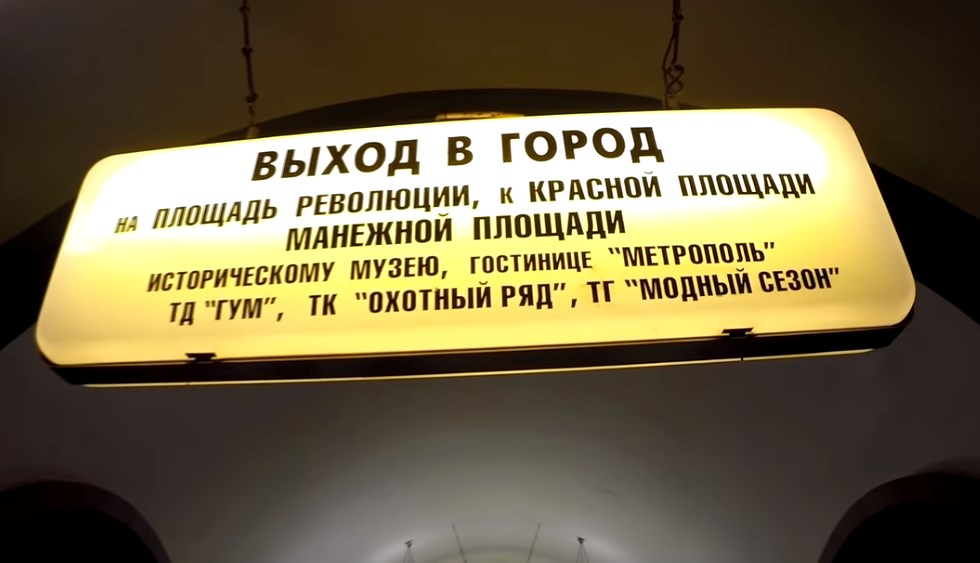 ВЫХОД В ГОРОД
НА ПЛОЩАДЬ РЕВОЛЮЦИИ, К КРАСНОЙ ПЛОЩАДИ
МАНЕЖНОЙ ПЛОЩАДИ
ИСТОРИЧЕСКОМУ МУЗЕЮ, ГОСТИНИЦЕ "МЕТРОПОЛЬ"
ТД "ГУМ", ТК "ОХОТНЫЙ РЯД", ТГ "МОДНЫЙ СЕЗОН"